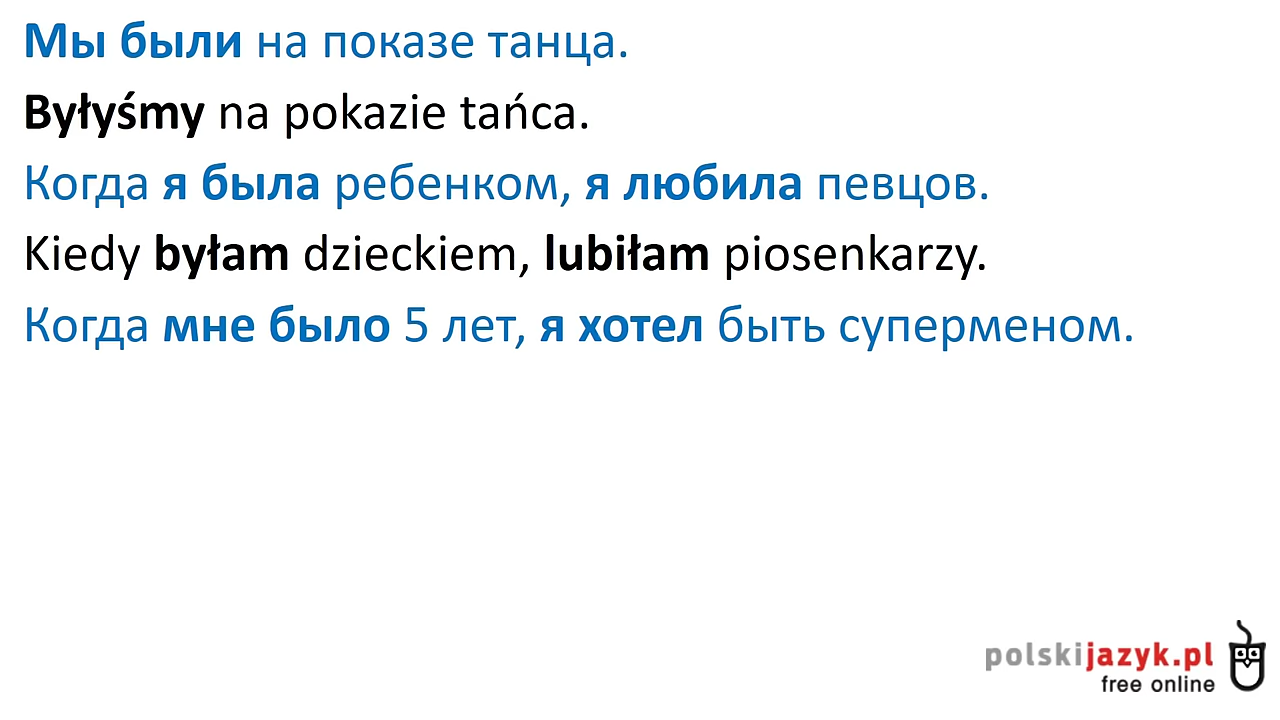 Мы были на показе танца.
Byłyśmy na pokazie tańca.
Когда я была ребенком, я любила певцов.
Kiedy byłam dzieckiem, lubiłam piosenkarzy.
Когда мне было 5 лет, я хотел быть суперменом.
polskijazyk.pl
free online